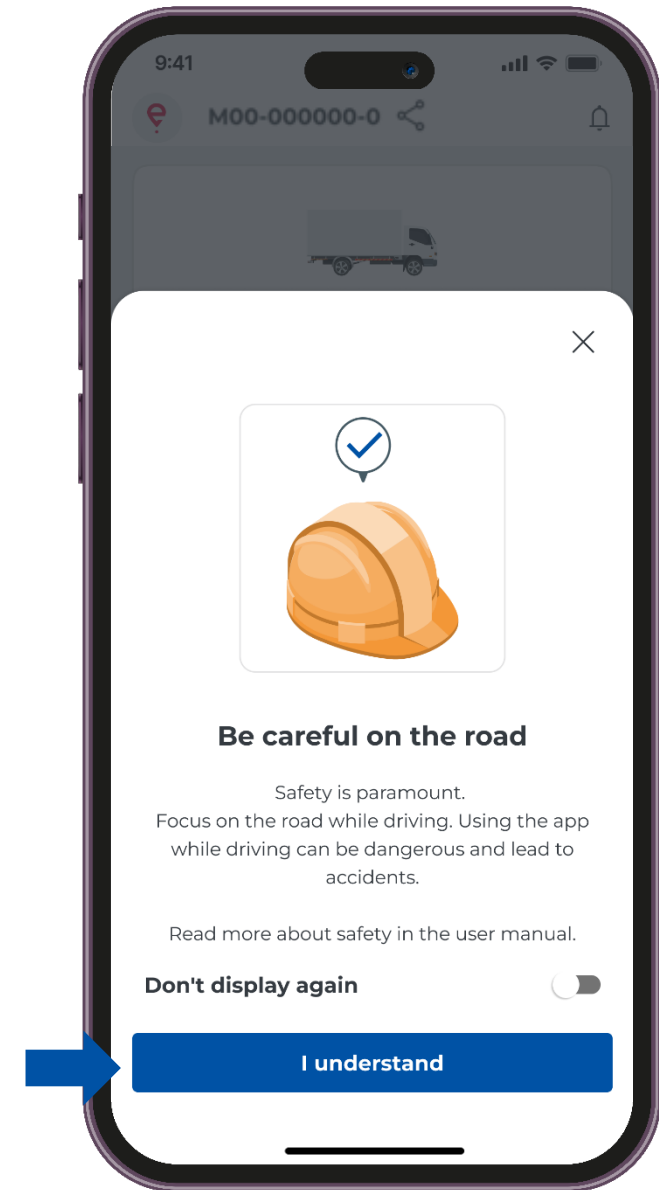 9:41
M00-000000-0
Be careful on the road
Safety is paramount.
Focus on the road while driving. Using the app
while driving can be dangerous and lead to
accidents.
Read more about safety in the user manual.
Don't display again
I understand